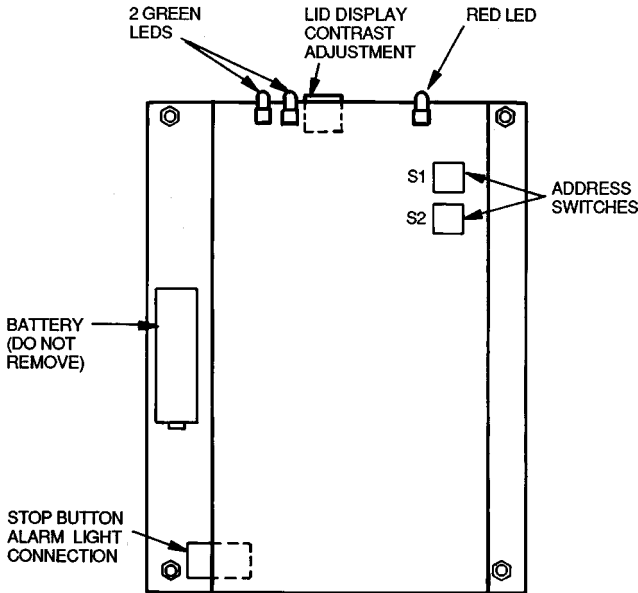 2 GREEN
LEDS
LID DISPLAY
CONTRAST
ADJUSTMENT
RED LED
S1
S2
ADDRESS
SWITCHES
BATTERY
(DO NOT
REMOVE)
STOP BUTTON
ALARM LIGHT
CONNECTION